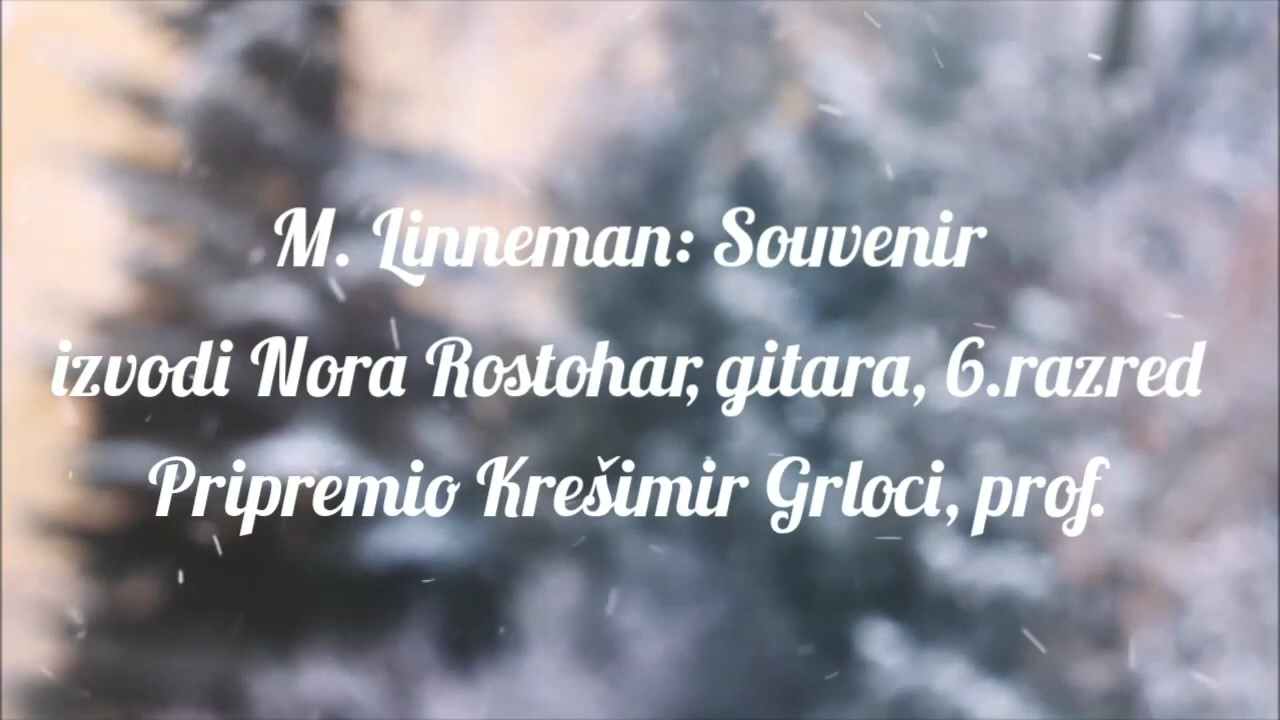 M. Linneman: Souvenir
izvodi Nora Rostohar, gitara, 6.razred
Pripremio Krešimir Grloci, prof.